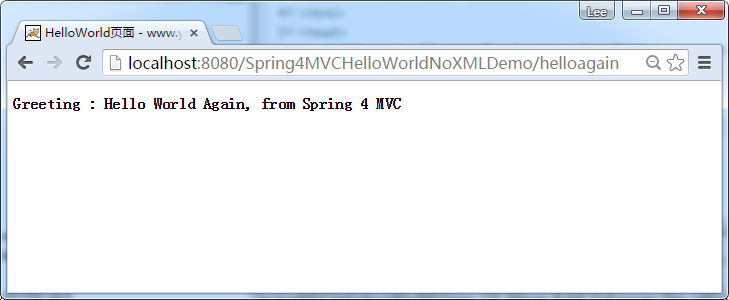 Lee
HelloWorld页面 - www.y
localhost:8080/Spring4MVCHelloWorldNoXMLDemo/helloagain
Greeting : Hello World Again, from Spring 4 MVC